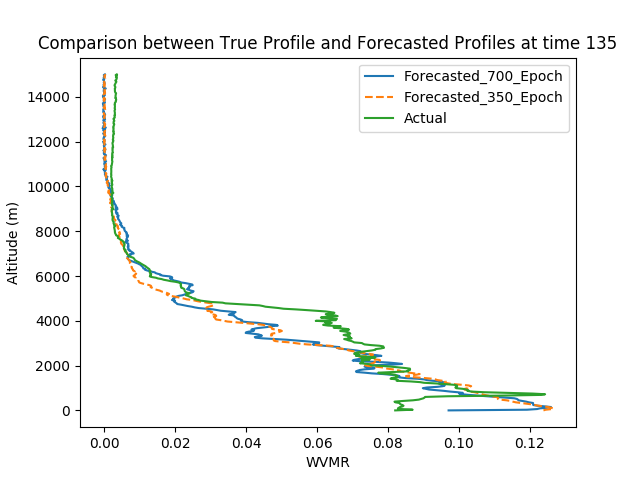 Comparison between True Profile and Forecasted Profiles at time 135
Forecasted_700_Epoch
Forecasted_350_Epoch
Actual
Altitude (m)
14000
12000
10000
8000
6000
4000
2000
0
0.00 0.02 0.04 0.06 0.08 0.10 0.12
WVMR